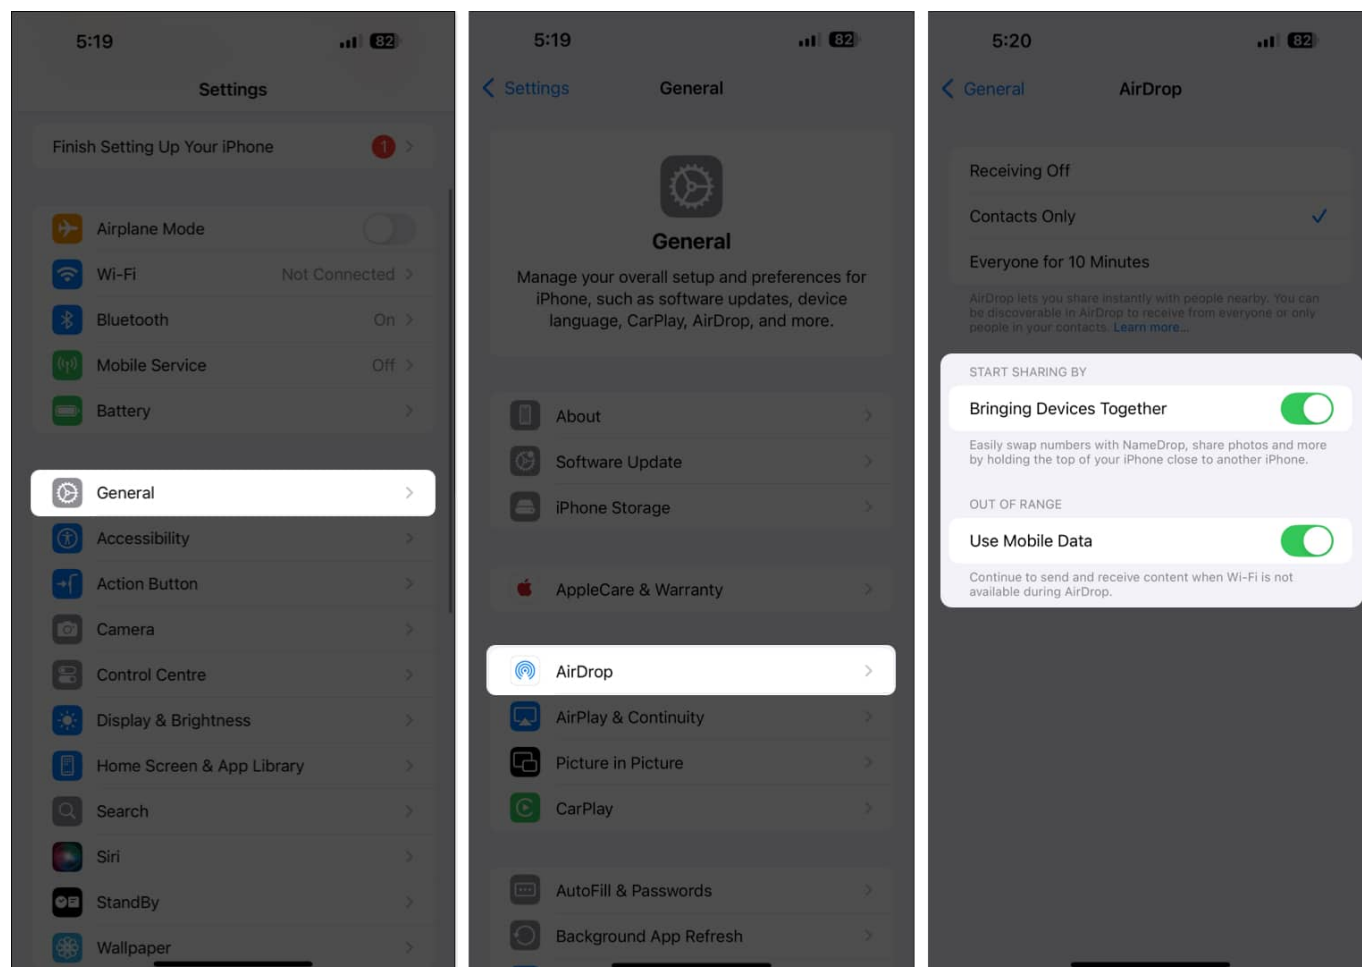 5:19
82
Settings
Finish Setting Up Your iPhone
1
Airplane Mode
Wi-Fi
Not Connected
Bluetooth
On
Mobile Service
Off
Battery
General
Accessibility
Action Button
Camera
Control Centre
Display & Brightness
Home Screen & App Library
Search
Siri
StandBy
Wallpaper
5:19
82
Settings
General
General
Manage your overall setup and preferences for
iPhone, such as software updates, device
language, CarPlay, AirDrop, and more.
About
Software Update
iPhone Storage
AppleCare & Warranty
AirDrop
AirPlay & Continuity
Picture in Picture
CarPlay
AutoFill & Passwords
Background App Refresh
5:20
82
General
AirDrop
Receiving Off
Contacts Only
Everyone for 10 Minutes
AirDrop lets you share instantly with people nearby. You can
be discoverable in AirDrop to receive from everyone or only
people in your contacts. Learn more...
START SHARING BY
Bringing Devices Together
Easily swap numbers with NameDrop, share photos and more
by holding the top of your iPhone close to another iPhone.
OUT OF RANGE
Use Mobile Data
Continue to send and receive content when Wi-Fi is not
available during AirDrop.